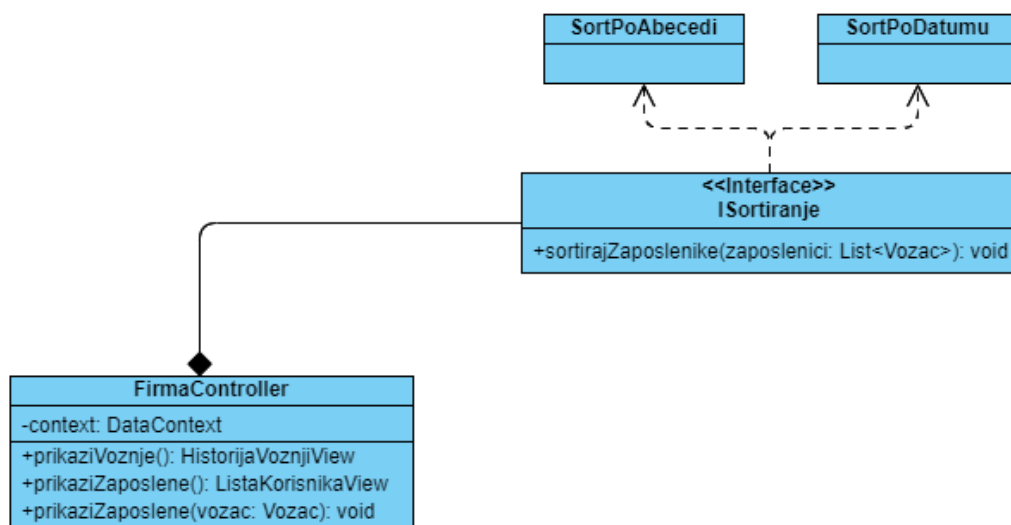 SortPoAbecedi
SortPoDatumu
<<Interface>>
ISortiranje
+sortirajZaposlenike(zaposlenici: List<Vozac>): void
FirmaController
-context: DataContext
+prikaziVoznje(): HistorijaVoznjiView
+prikaziZaposlene(): ListaKorisnikaView
+prikaziZaposlene(vozac: Vozac): void